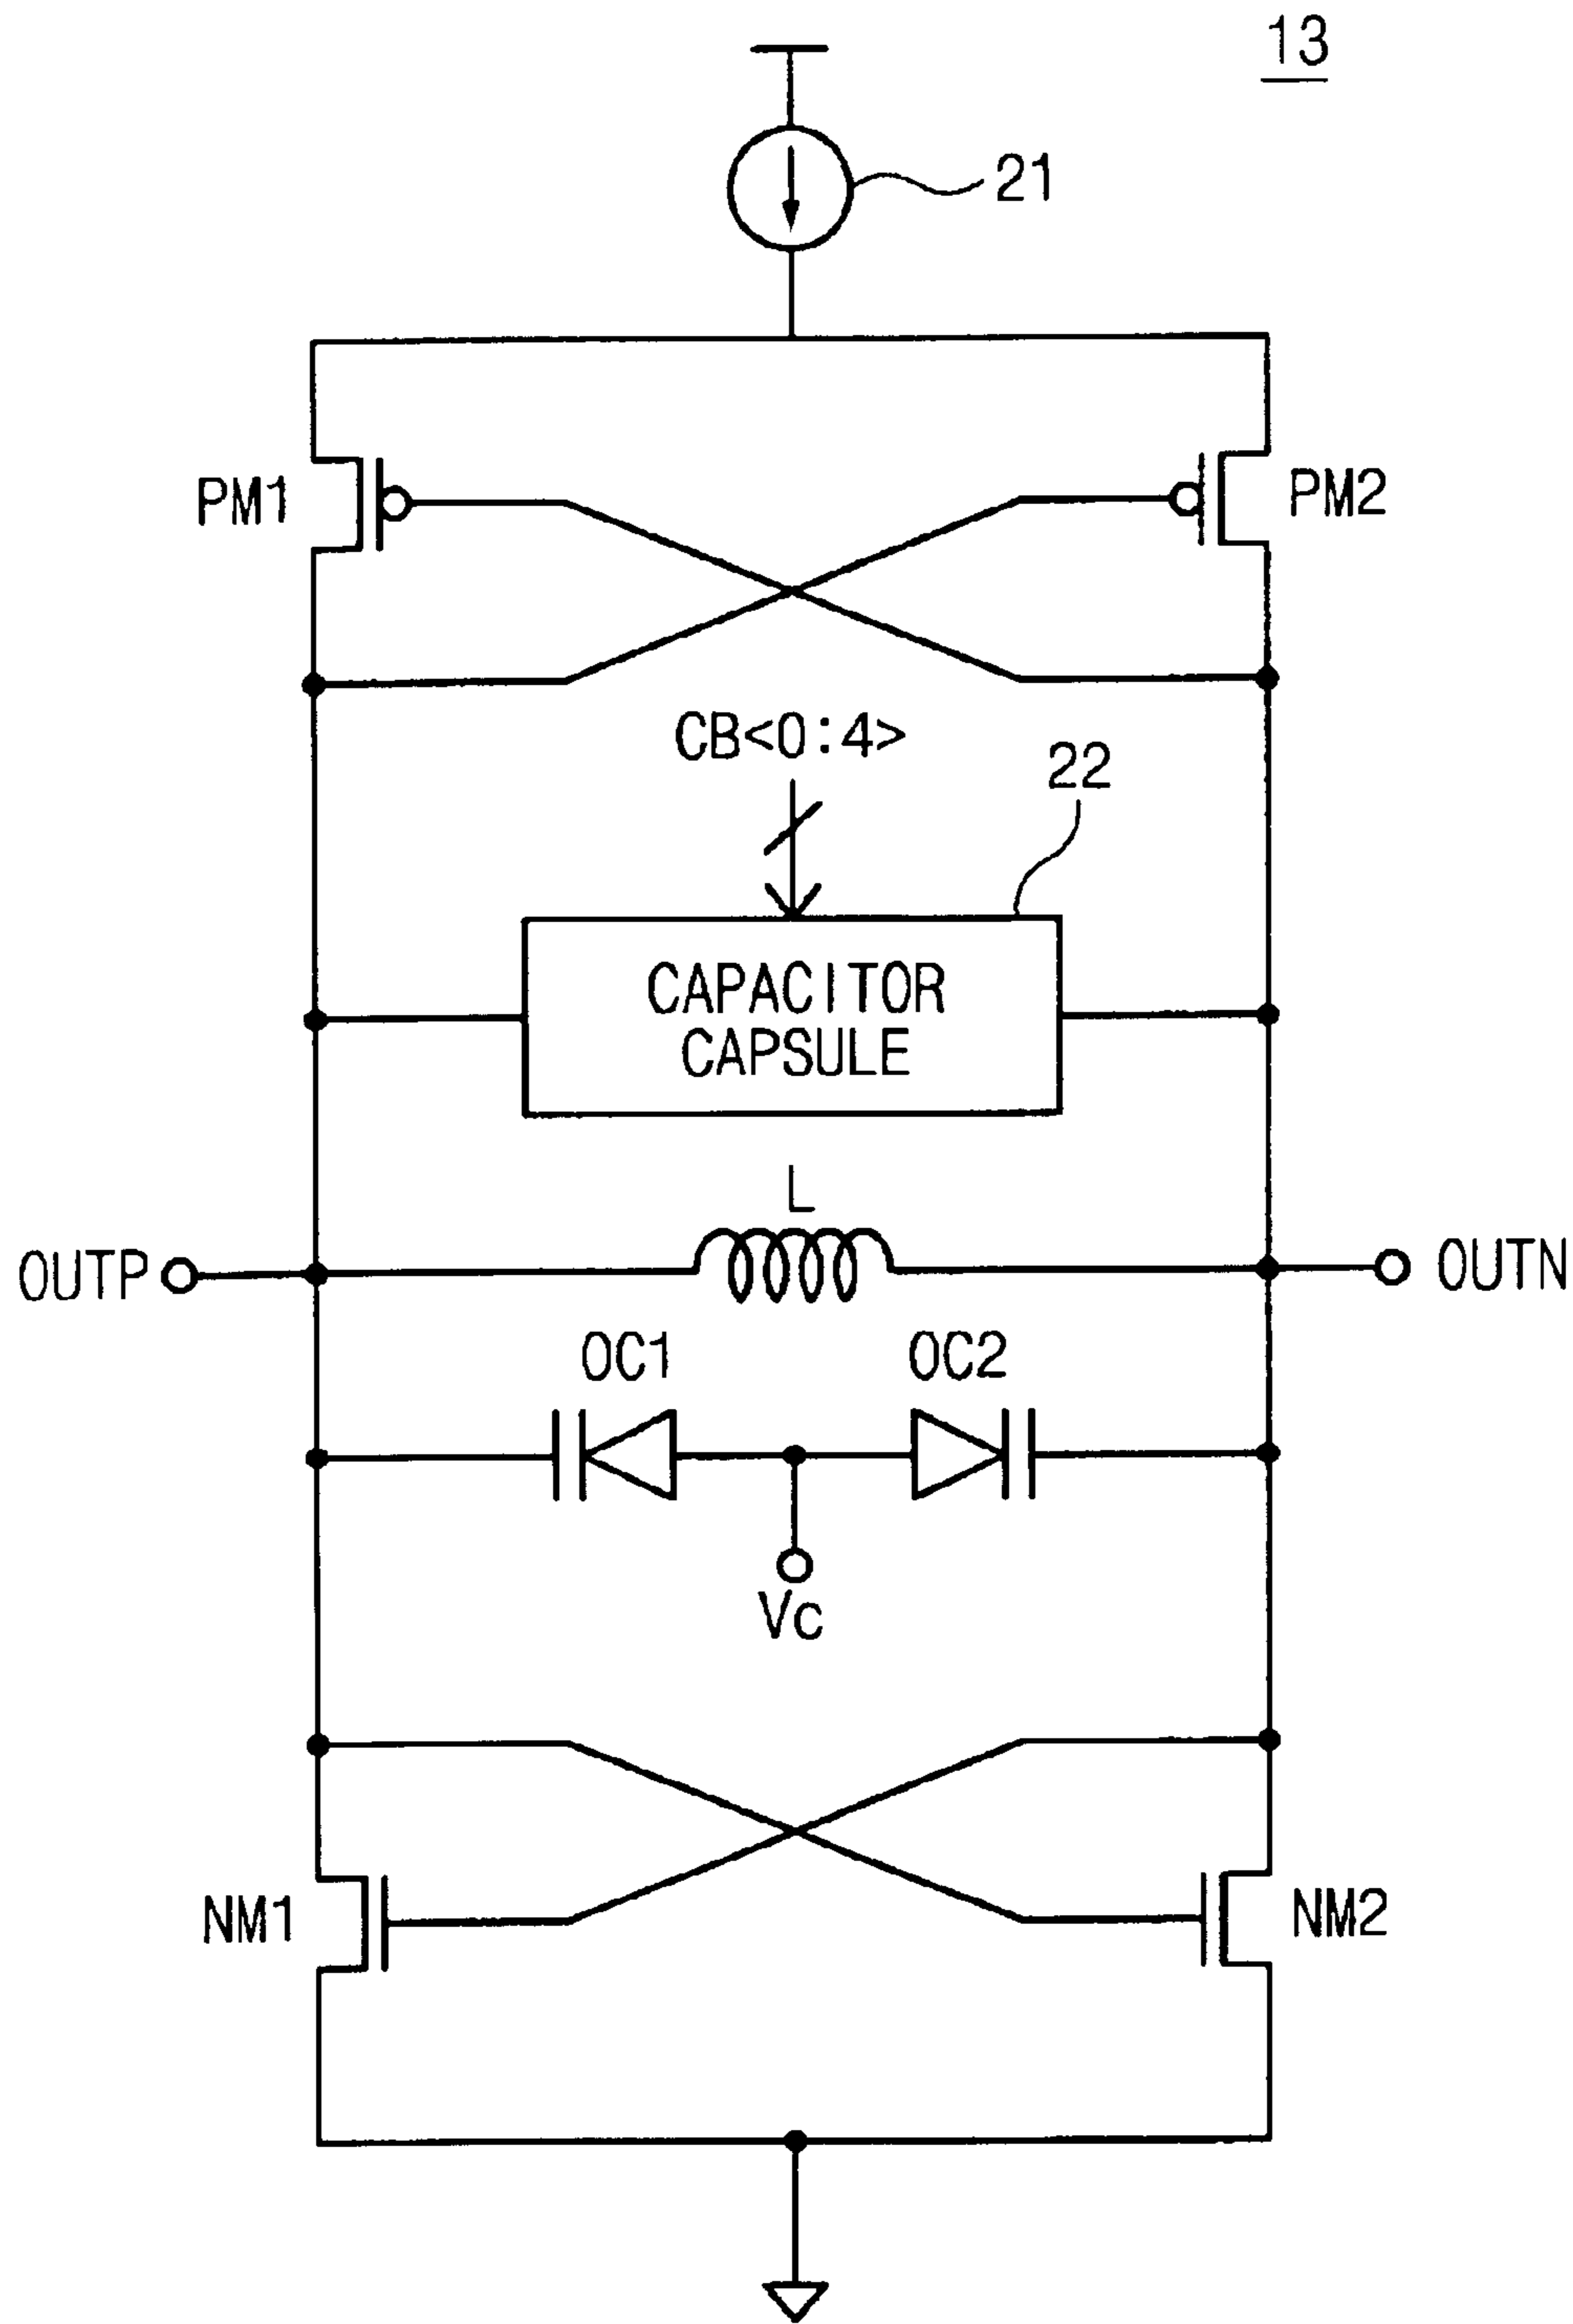 13
21
PM1
PM2
CB<0:4>
22
CAPACITOR
CAPSULE
L
OUTP
OUTN
OC1
OC2
Vc
NM1
NM2